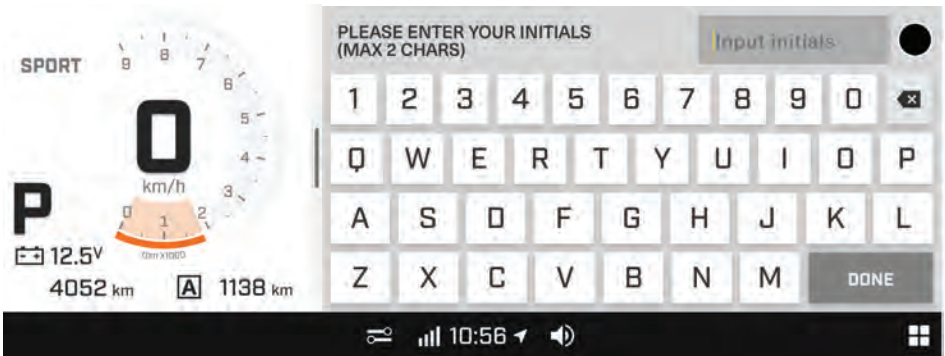 SPORT
9 8 7
6
5
4
3
0 1 2
rpm x1000
0
km/h
P
12.5V
4052 km
A 1138 km
PLEASE ENTER YOUR INITIALS
(MAX 2 CHARS)
Input initials
1 2 3 4 5 6 7 8 9 0
Q W E R T Y U I O P
A S D F G H J K L
Z X C V B N M DONE
10:56